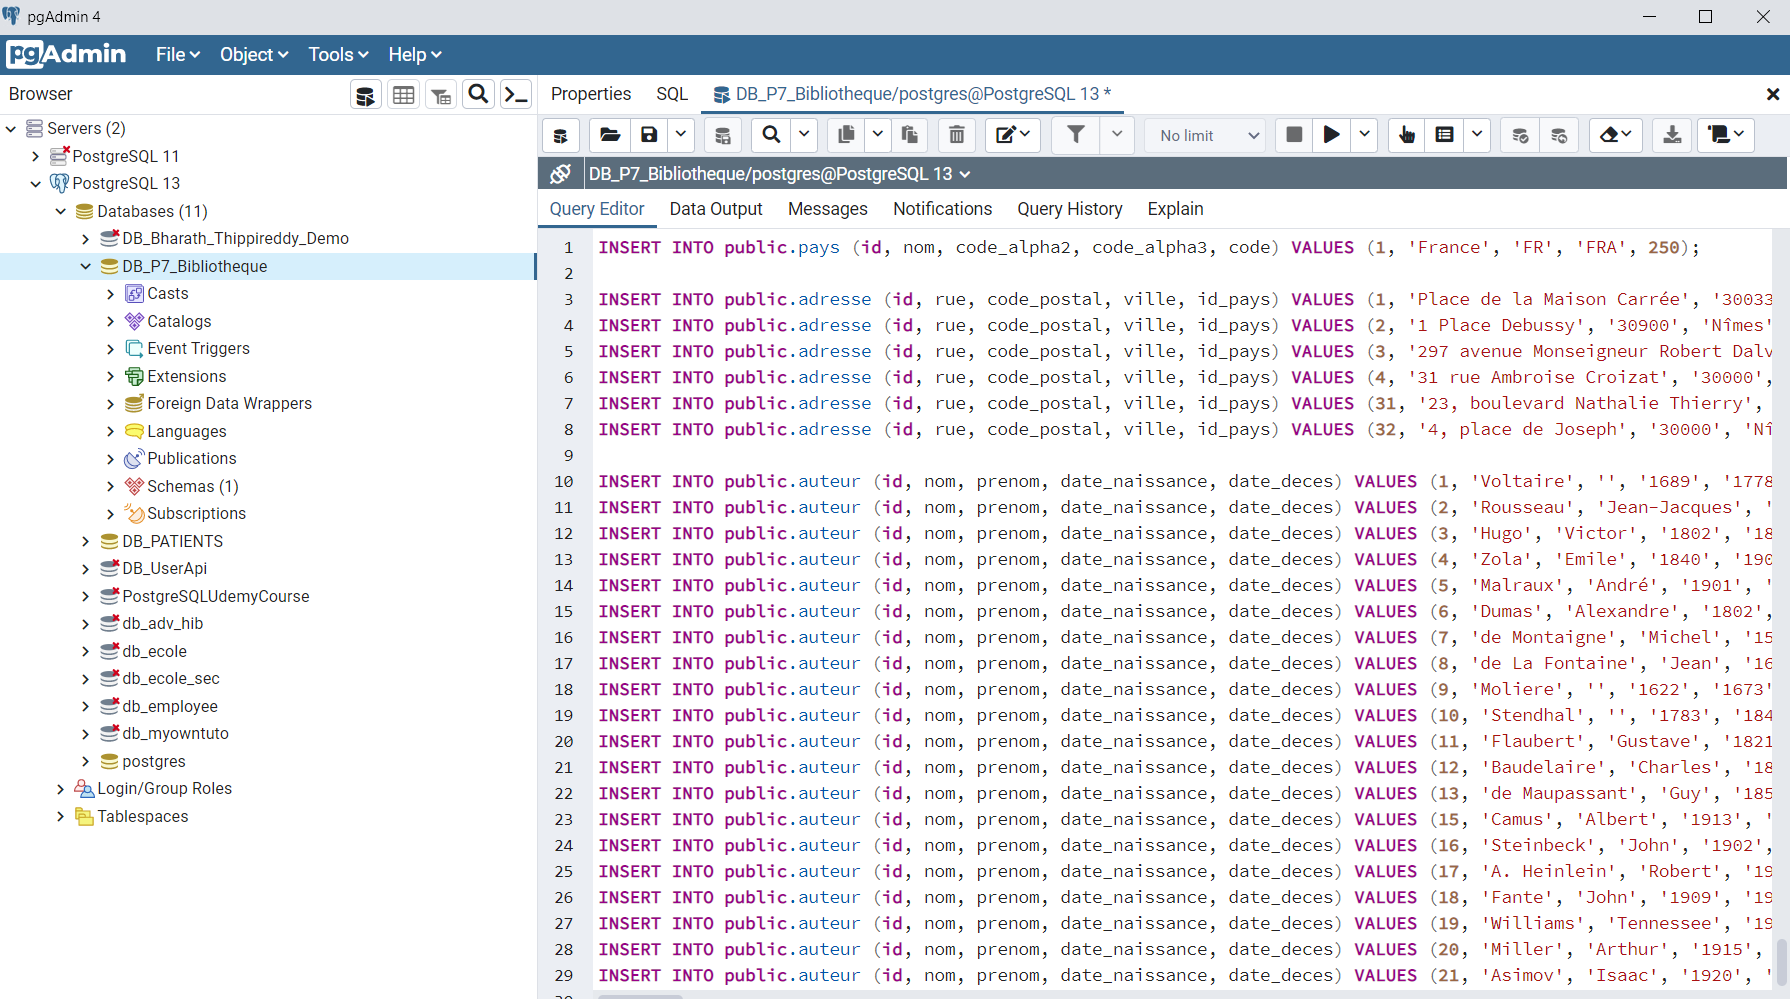 pgAdmin 4
pgAdmin File Object Tools Help
Browser
Properties SQL DB_P7_Bibliotheque/postgres@PostgreSQL 13 *
No limit
DB_P7_Bibliotheque/postgres@PostgreSQL 13
Query Editor Data Output Messages Notifications Query History Explain
Servers (2)
PostgreSQL 11
PostgreSQL 13
Databases (11)
DB_Bharath_Thippireddy_Demo
DB_P7_Bibliotheque
Casts
Catalogs
Event Triggers
Extensions
Foreign Data Wrappers
Languages
Publications
Schemas (1)
Subscriptions
DB_PATIENTS
DB_UserApi
PostgreSQLUdemyCourse
db_adv_hib
db_ecole
db_ecole_sec
db_employee
db_myowntuto
postgres
Login/Group Roles
Tablespaces
1 INSERT INTO public.pays (id, nom, code_alpha2, code_alpha3, code) VALUES (1, 'France', 'FR', 'FRA', 250);
2
3 INSERT INTO public.adresse (id, rue, code_postal, ville, id_pays) VALUES (1, 'Place de la Maison Carrée', '30033
4 INSERT INTO public.adresse (id, rue, code_postal, ville, id_pays) VALUES (2, '1 Place Debussy', '30900', 'Nîmes'
5 INSERT INTO public.adresse (id, rue, code_postal, ville, id_pays) VALUES (3, '297 avenue Monseigneur Robert Dalv
6 INSERT INTO public.adresse (id, rue, code_postal, ville, id_pays) VALUES (4, '31 rue Ambroise Croizat', '30000',
7 INSERT INTO public.adresse (id, rue, code_postal, ville, id_pays) VALUES (31, '23, boulevard Nathalie Thierry',
8 INSERT INTO public.adresse (id, rue, code_postal, ville, id_pays) VALUES (32, '4, place de Joseph', '30000', 'Nî
9
10 INSERT INTO public.auteur (id, nom, prenom, date_naissance, date_deces) VALUES (1, 'Voltaire', '', '1689', '1778
11 INSERT INTO public.auteur (id, nom, prenom, date_naissance, date_deces) VALUES (2, 'Rousseau', 'Jean-Jacques', '
12 INSERT INTO public.auteur (id, nom, prenom, date_naissance, date_deces) VALUES (3, 'Hugo', 'Victor', '1802', '18
13 INSERT INTO public.auteur (id, nom, prenom, date_naissance, date_deces) VALUES (4, 'Zola', 'Emile', '1840', '190
14 INSERT INTO public.auteur (id, nom, prenom, date_naissance, date_deces) VALUES (5, 'Malraux', 'André', '1901', '
15 INSERT INTO public.auteur (id, nom, prenom, date_naissance, date_deces) VALUES (6, 'Dumas', 'Alexandre', '1802',
16 INSERT INTO public.auteur (id, nom, prenom, date_naissance, date_deces) VALUES (7, 'de Montaigne', 'Michel', '15
17 INSERT INTO public.auteur (id, nom, prenom, date_naissance, date_deces) VALUES (8, 'de La Fontaine', 'Jean', '16
18 INSERT INTO public.auteur (id, nom, prenom, date_naissance, date_deces) VALUES (9, 'Moliere', '', '1622', '1673'
19 INSERT INTO public.auteur (id, nom, prenom, date_naissance, date_deces) VALUES (10, 'Stendhal', '', '1783', '184
20 INSERT INTO public.auteur (id, nom, prenom, date_naissance, date_deces) VALUES (11, 'Flaubert', 'Gustave', '1821
21 INSERT INTO public.auteur (id, nom, prenom, date_naissance, date_deces) VALUES (12, 'Baudelaire', 'Charles', '18
22 INSERT INTO public.auteur (id, nom, prenom, date_naissance, date_deces) VALUES (13, 'de Maupassant', 'Guy', '185
23 INSERT INTO public.auteur (id, nom, prenom, date_naissance, date_deces) VALUES (15, 'Camus', 'Albert', '1913', '
24 INSERT INTO public.auteur (id, nom, prenom, date_naissance, date_deces) VALUES (16, 'Steinbeck', 'John', '1902',
25 INSERT INTO public.auteur (id, nom, prenom, date_naissance, date_deces) VALUES (17, 'A. Heinlein', 'Robert', '19
26 INSERT INTO public.auteur (id, nom, prenom, date_naissance, date_deces) VALUES (18, 'Fante', 'John', '1909', '19
27 INSERT INTO public.auteur (id, nom, prenom, date_naissance, date_deces) VALUES (19, 'Williams', 'Tennessee', '19
28 INSERT INTO public.auteur (id, nom, prenom, date_naissance, date_deces) VALUES (20, 'Miller', 'Arthur', '1915', '
29 INSERT INTO public.auteur (id, nom, prenom, date_naissance, date_deces) VALUES (21, 'Asimov', 'Isaac', '1920', '